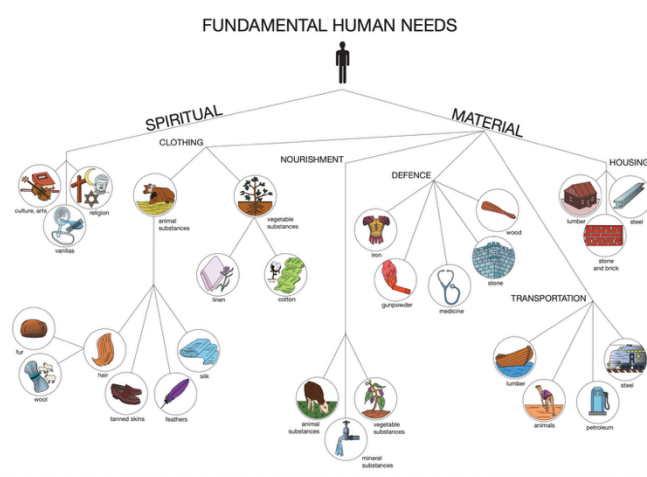 FUNDAMENTAL HUMAN NEEDS
SPIRITUAL
MATERIAL
CLOTHING
NOURISHMENT
DEFENCE
HOUSING
culture, arts
religion
vanitas
animal
substances
vegetable
substances
linen
cotton
fur
wool
hair
tanned skins
feathers
silk
animal
substances
mineral
substances
vegetable
substances
iron
gunpowder
medicine
stone
wood
lumber
steel
stone
and brick
TRANSPORTATION
lumber
animals
petroleum
steel